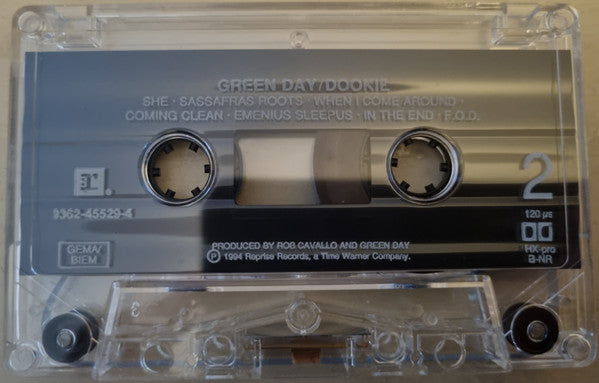 GREEN DAY/DOOKIE
SHE · SASSAFRAS ROOTS · WHEN I COME AROUND ·
COMING CLEAN · EMENIUS SLEEPUS · IN THE END · F.O.D.
2
9362-45529-4
120 µs
GEMA/
BIEM
HX-pro
B-NR
PRODUCED BY ROB CAVALLO AND GREEN DAY
Ⓟ 1994 Reprise Records, a Time Warner Company.